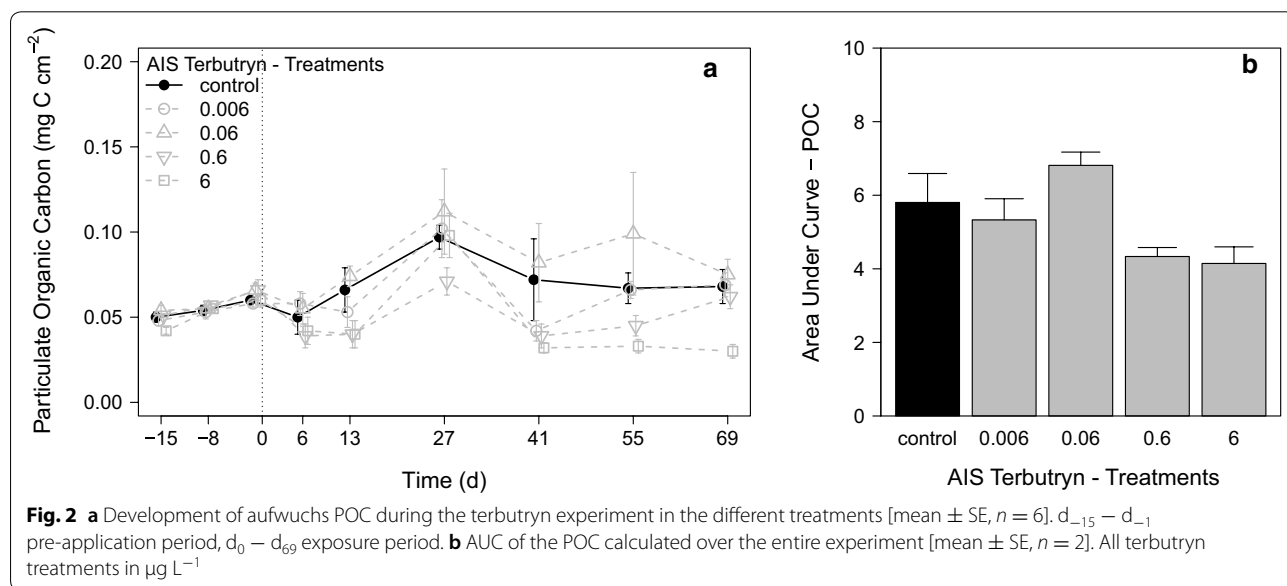 AIS Terbutryn - Treatments
control
0.006
0.06
0.6
6
a
Particulate Organic Carbon (mg C cm⁻²)
0.20
0.15
0.10
0.05
0.00
−15 −8 0 6 13 27 41 55 69
Time (d)
b
Area Under Curve − POC
10
8
6
4
2
0
control 0.006 0.06 0.6 6
AIS Terbutryn - Treatments
Fig. 2 a Development of aufwuchs POC during the terbutryn experiment in the different treatments [mean ± SE, n = 6]. d₋₁₅ − d₋₁
pre-application period, d₀ − d₆₉ exposure period. b AUC of the POC calculated over the entire experiment [mean ± SE, n = 2]. All terbutryn
treatments in µg L⁻¹